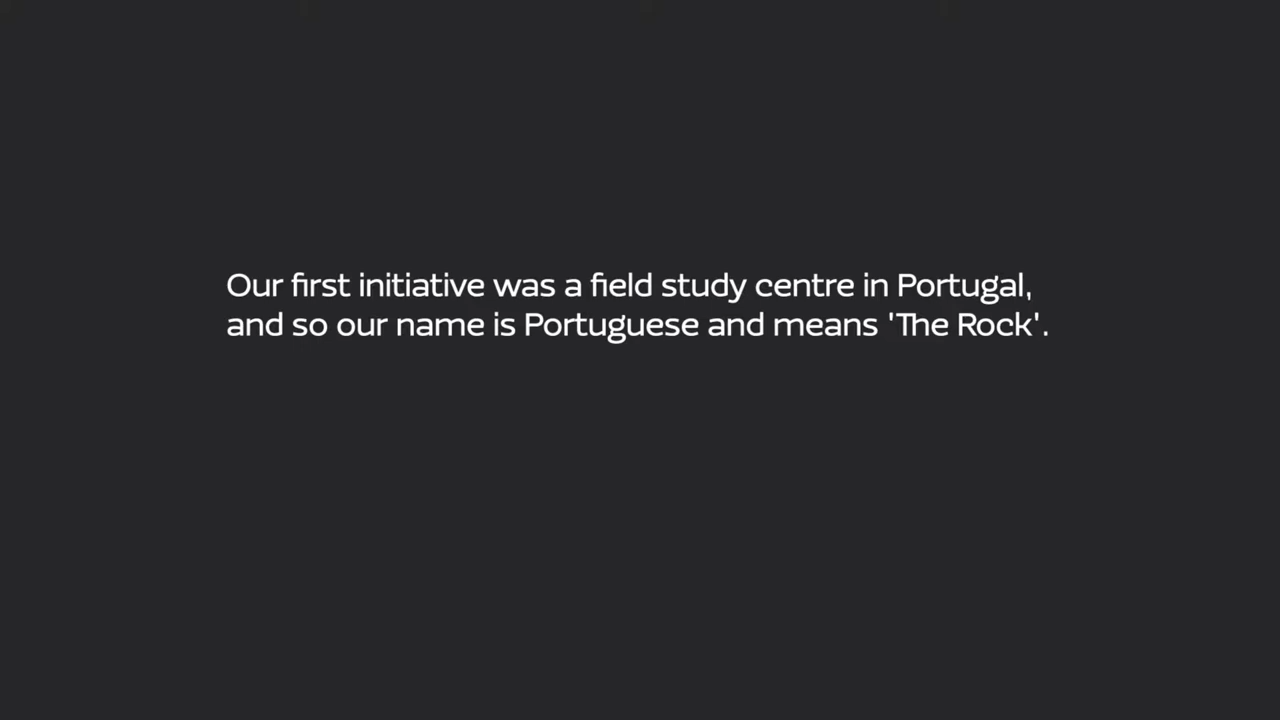 Our first initiative was a field study centre in Portugal,
and so our name is Portuguese and means 'The Rock'.